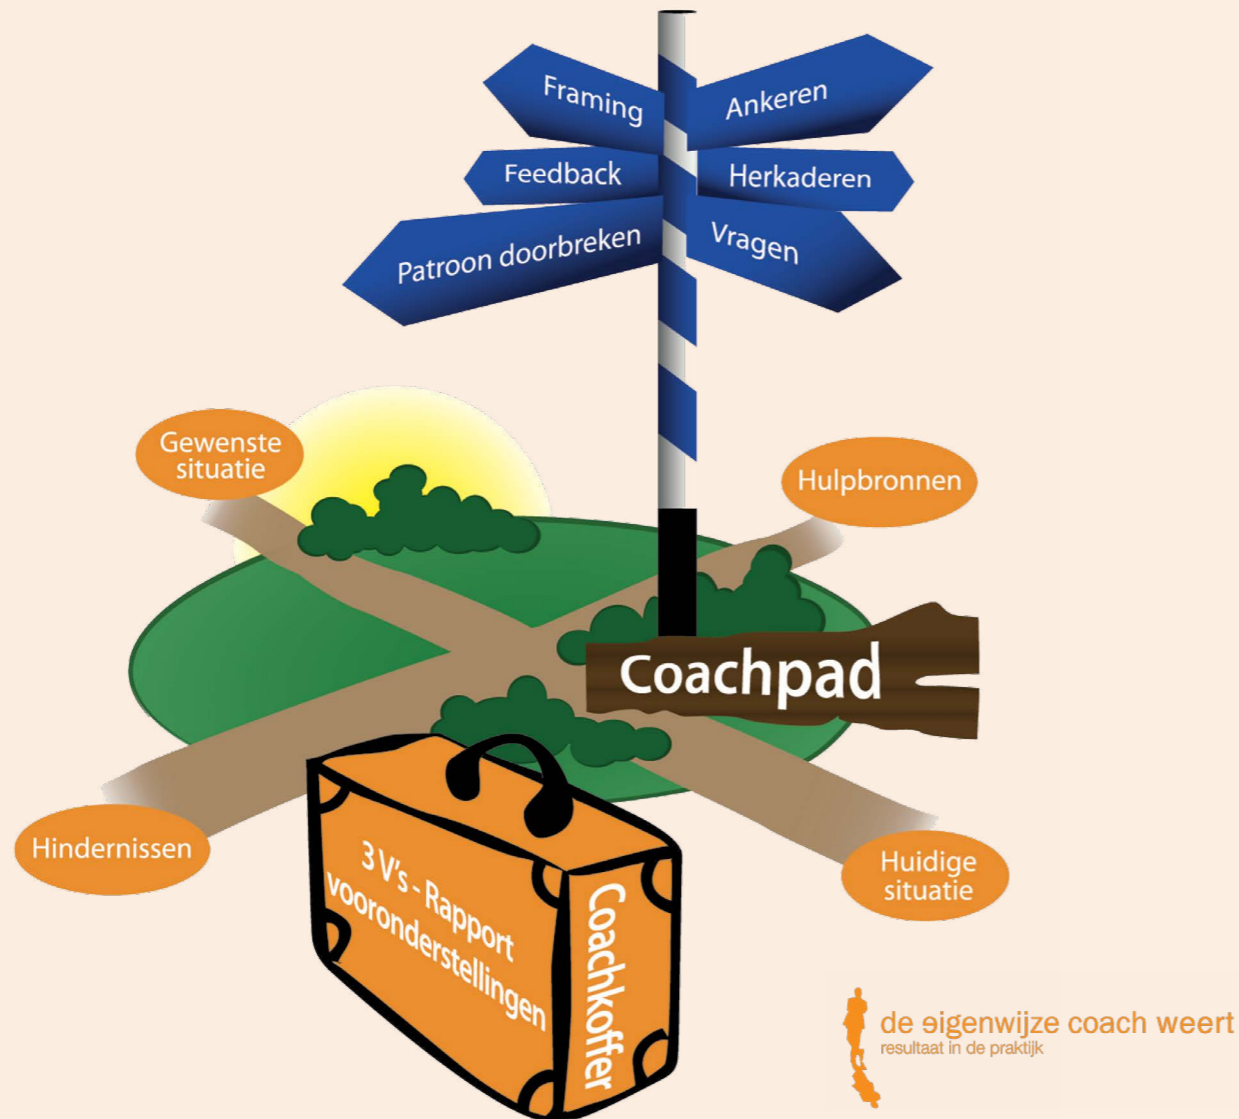 Framing
Ankeren
Feedback
Herkaderen
Patroon doorbreken
Vragen
Gewenste
situatie
Hulpbronnen
Coachpad
Hindernissen
Huidige
situatie
3 V's - Rapport
vooronderstellingen
Coachkoffer
de eigenwijze coach weert
resultaat in de praktijk